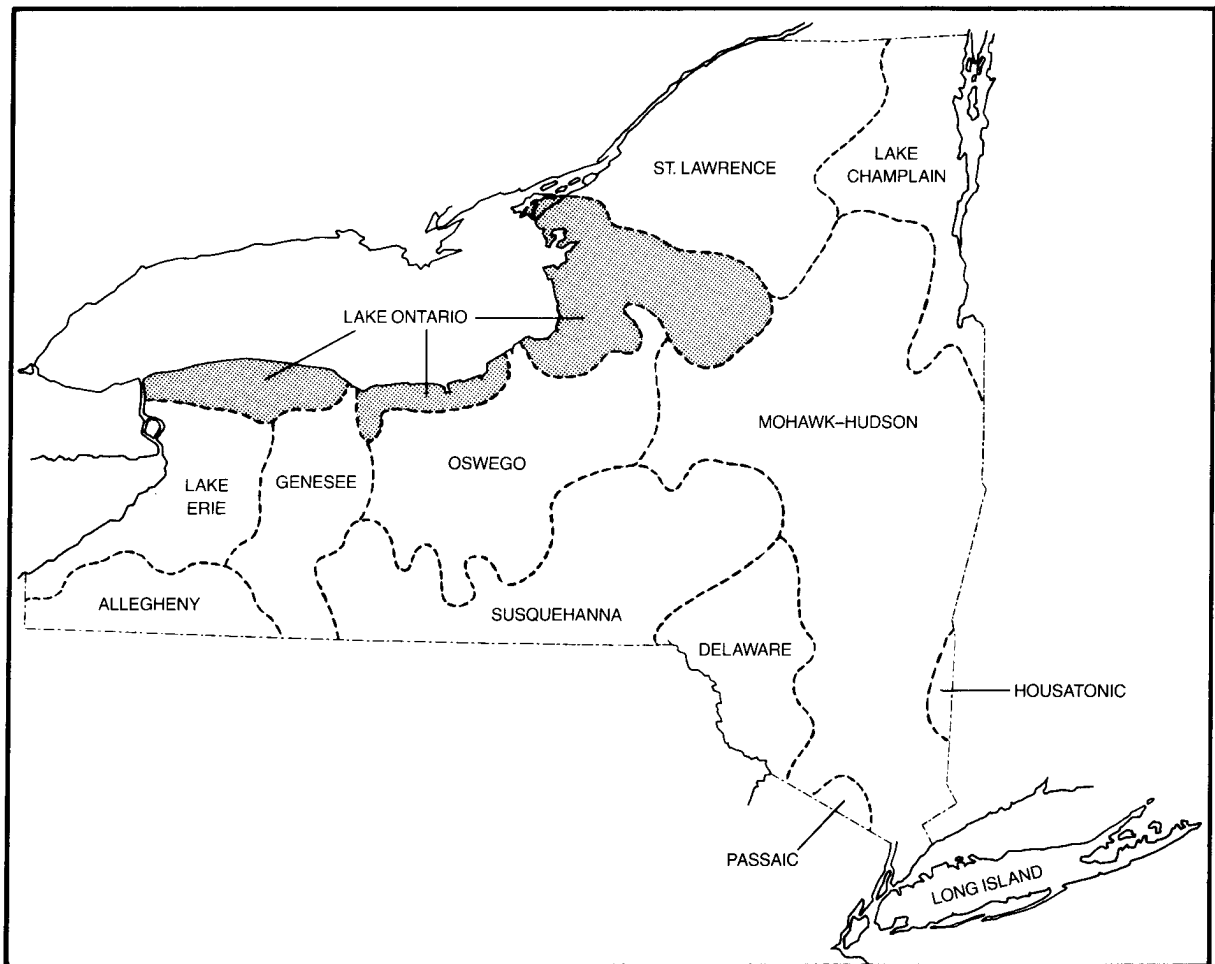 ST. LAWRENCE
LAKE
CHAMPLAIN
LAKE ONTARIO
MOHAWK–HUDSON
OSWEGO
GENESEE
LAKE
ERIE
ALLEGHENY
SUSQUEHANNA
DELAWARE
HOUSATONIC
PASSAIC
LONG ISLAND